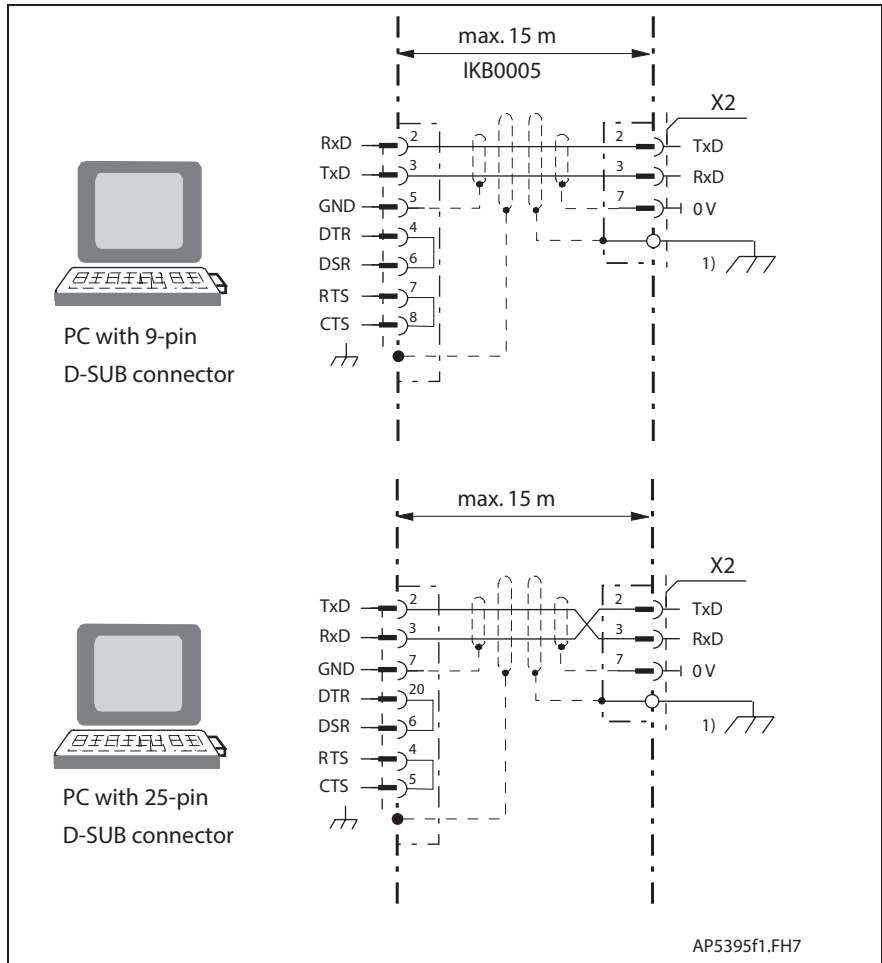 max. 15 m
IKB0005
X2
RxD 2 2 TxD
TxD 3 3 RxD
GND 5 7 0 V
DTR 4
DSR 6
1)
RTS 7
CTS 8
PC with 9-pin
D-SUB connector
max. 15 m
X2
TxD 2 2 TxD
RxD 3 3 RxD
GND 7 7 0 V
DTR 20
DSR 6
1)
RTS 4
CTS 5
PC with 25-pin
D-SUB connector
AP5395f1.FH7